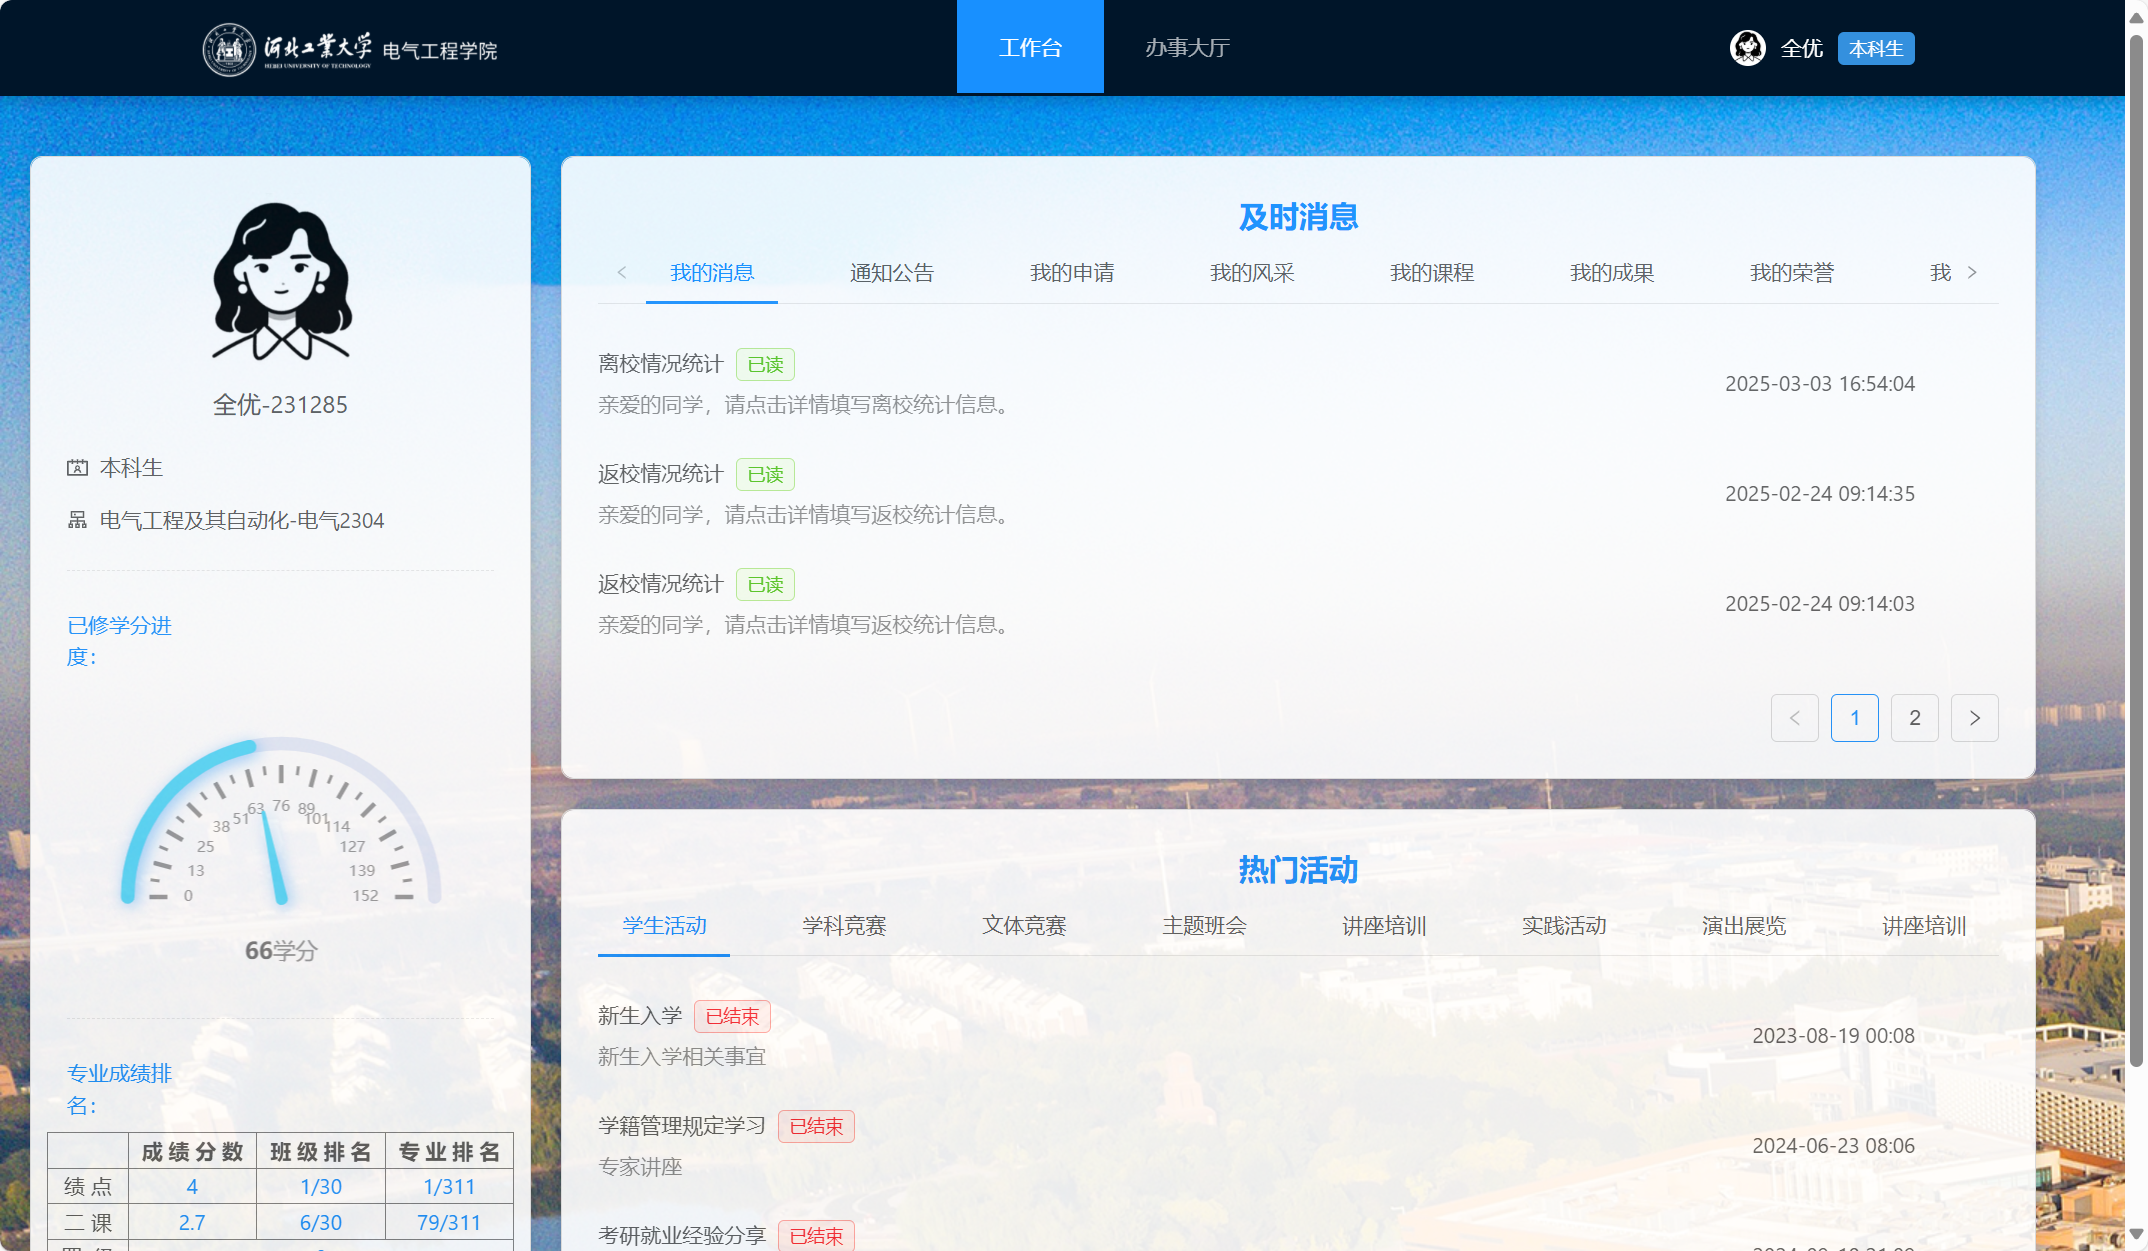 河北工業大学 电气工程学院
HEBEI UNIVERSITY OF TECHNOLOGY
工作台
办事大厅
全优
本科生
全优-231285
本科生
电气工程及其自动化-电气2304
已修学分进
度：
0
13
25
38
51
63
76
89
101
114
127
139
152
66学分
专业成绩排
名：
成绩分数 班级排名 专业排名
绩点 4 1/30 1/311
二课 2.7 6/30 79/311
及时消息
我的消息 通知公告 我的申请 我的风采 我的课程 我的成果 我的荣誉 我
离校情况统计 已读
亲爱的同学，请点击详情填写离校统计信息。
2025-03-03 16:54:04
返校情况统计 已读
亲爱的同学，请点击详情填写返校统计信息。
2025-02-24 09:14:35
返校情况统计 已读
亲爱的同学，请点击详情填写返校统计信息。
2025-02-24 09:14:03
1 2
热门活动
学生活动 学科竞赛 文体竞赛 主题班会 讲座培训 实践活动 演出展览 讲座培训
新生入学 已结束
新生入学相关事宜
2023-08-19 00:08
学籍管理规定学习 已结束
专家讲座
2024-06-23 08:06
考研就业经验分享 已结束